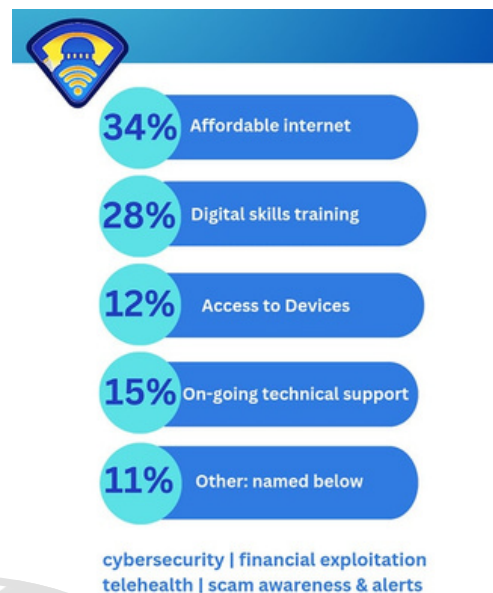 34% Affordable internet
28% Digital skills training
12% Access to Devices
15% On-going technical support
11% Other: named below
cybersecurity | financial exploitation
telehealth | scam awareness & alerts